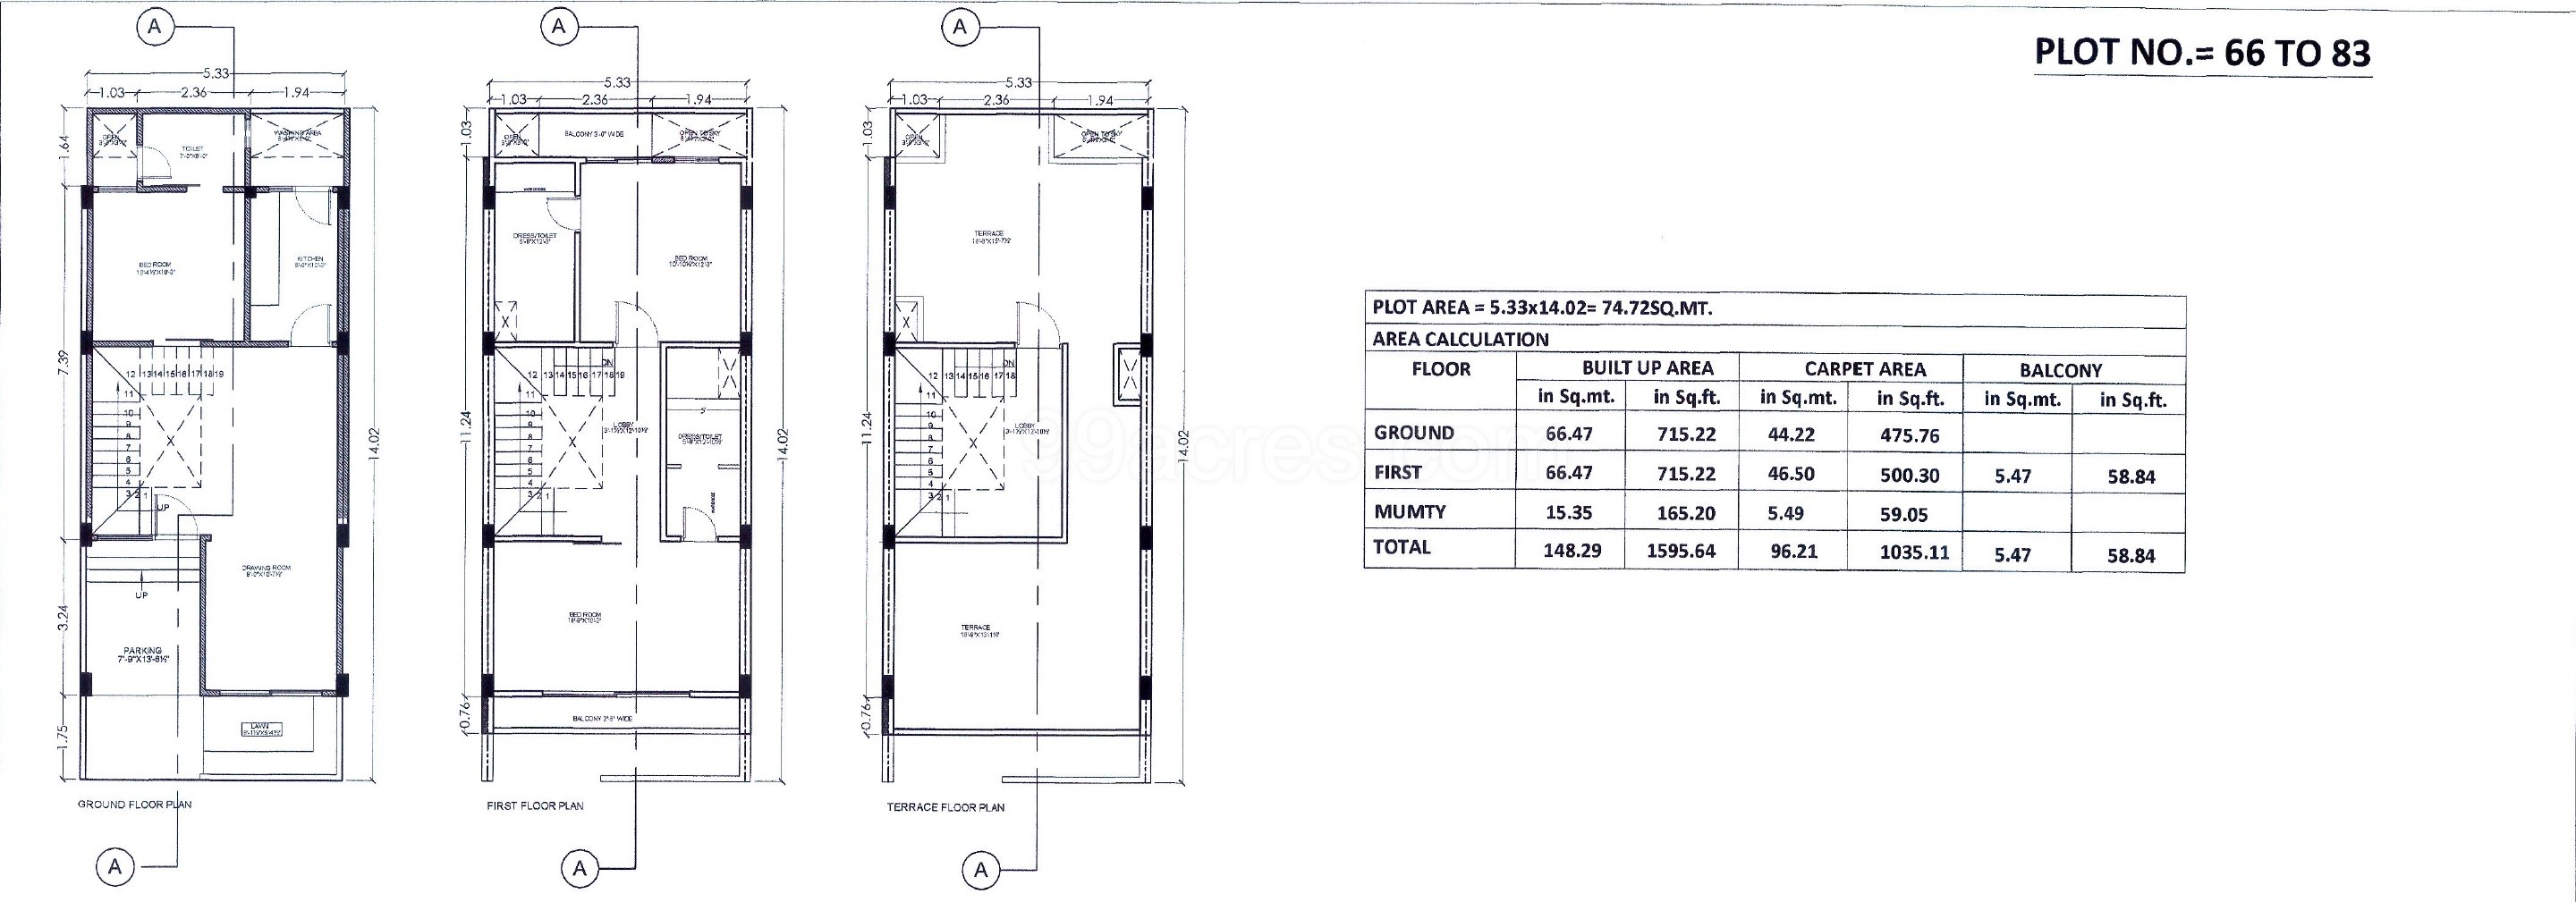 PLOT NO.= 66 TO 83
A
5.33
1.03 2.36 1.94
1.64
7.39
3.24
1.75
14.02
OPEN
TOILET
7'-0"X5'-0"
WASHING AREA
BED ROOM
KITCHEN
12 13 14 15 16 17 18 19
11
10
9
8
7
6
5
4
3 2 1
UP
DRAWING ROOM
UP
PARKING
7'-9"X13'-6½"
LAWN
GROUND FLOOR PLAN
A
A
5.33
1.03 2.36 1.94
1.03
11.24
0.76
14.02
OPEN
BALCONY 3'-0" WIDE
OPEN TO SKY
DRESS/TOILET
BED ROOM
DN
12 13 14 15 16 17 18 19
11
10
9
8
7
6
5
4
3 2 1
LOBBY
5'
DRESS/TOILET
BED ROOM
BALCONY 2'-6" WIDE
FIRST FLOOR PLAN
A
A
5.33
1.03 2.36 1.94
1.03
11.24
0.76
14.02
OPEN
OPEN TO SKY
TERRACE
DN
12 13 14 15 16 17 18
11
10
9
8
7
6
5
4
3 2 1
LOBBY
TERRACE
TERRACE FLOOR PLAN
A
99acres.com
PLOT AREA = 5.33x14.02= 74.72SQ.MT.
AREA CALCULATION
FLOOR BUILT UP AREA CARPET AREA BALCONY
in Sq.mt. in Sq.ft. in Sq.mt. in Sq.ft. in Sq.mt. in Sq.ft.
GROUND 66.47 715.22 44.22 475.76
FIRST 66.47 715.22 46.50 500.30 5.47 58.84
MUMTY 15.35 165.20 5.49 59.05
TOTAL 148.29 1595.64 96.21 1035.11 5.47 58.84